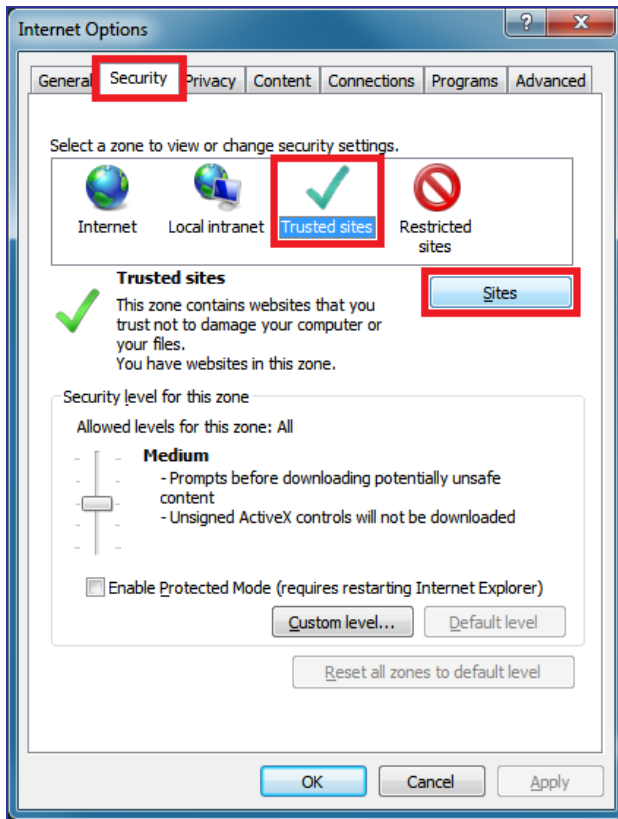 Internet Options
General Security Privacy Content Connections Programs Advanced
Select a zone to view or change security settings.
Internet Local intranet Trusted sites Restricted
sites
Trusted sites
Sites
This zone contains websites that you
trust not to damage your computer or
your files.
You have websites in this zone.
Security level for this zone
Allowed levels for this zone: All
Medium
- Prompts before downloading potentially unsafe
content
- Unsigned ActiveX controls will not be downloaded
Enable Protected Mode (requires restarting Internet Explorer)
Custom level... Default level
Reset all zones to default level
OK Cancel Apply